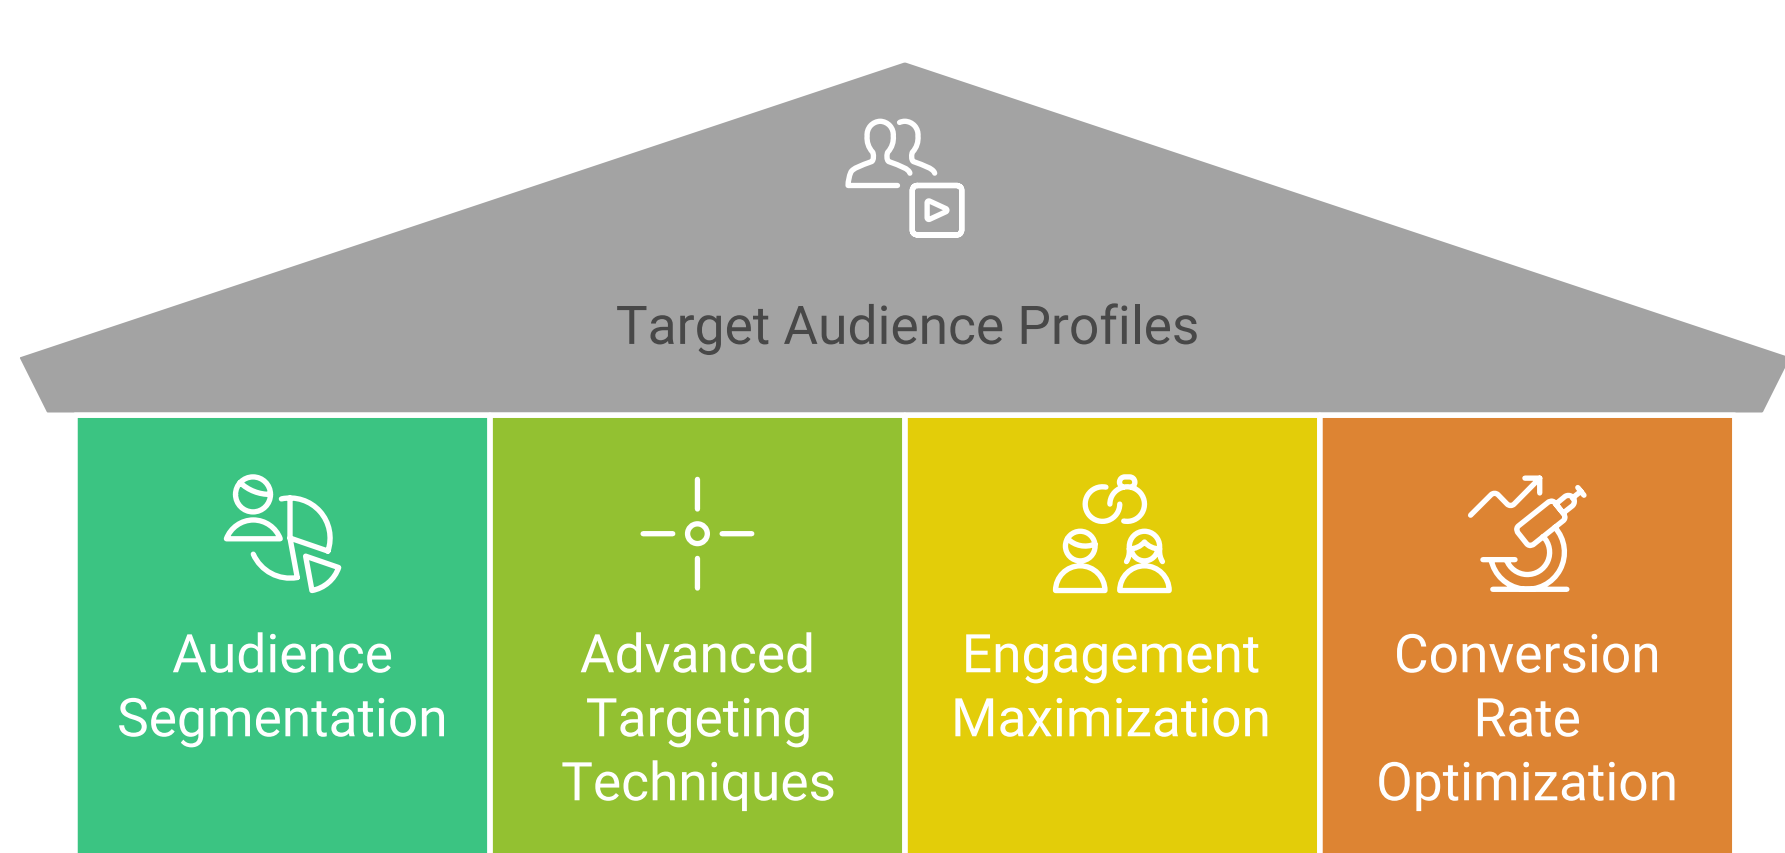 Target Audience Profiles
Audience
Segmentation
Advanced
Targeting
Techniques
Engagement
Maximization
Conversion
Rate
Optimization